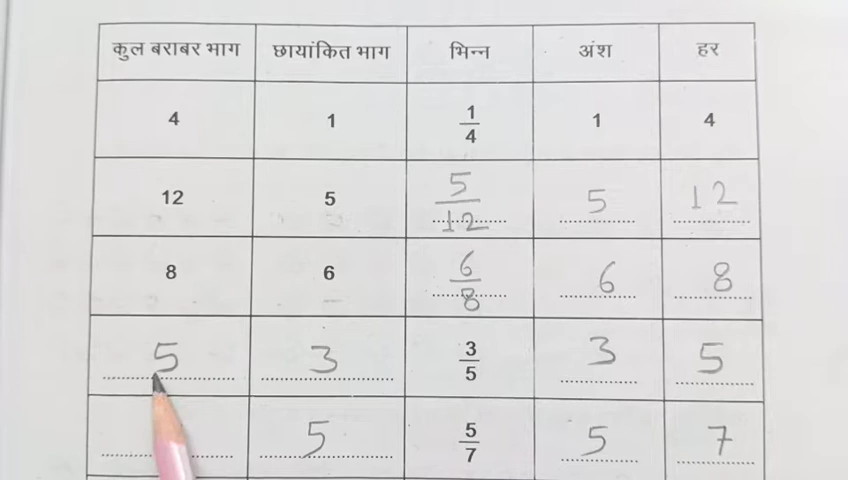 कुल बराबर भाग छायांकित भाग भिन्न अंश हर
4 1 1/4 1 4
12 5 5/12 5 12
8 6 6/8 6 8
5 3 3/5 3 5
5 5/7 5 7